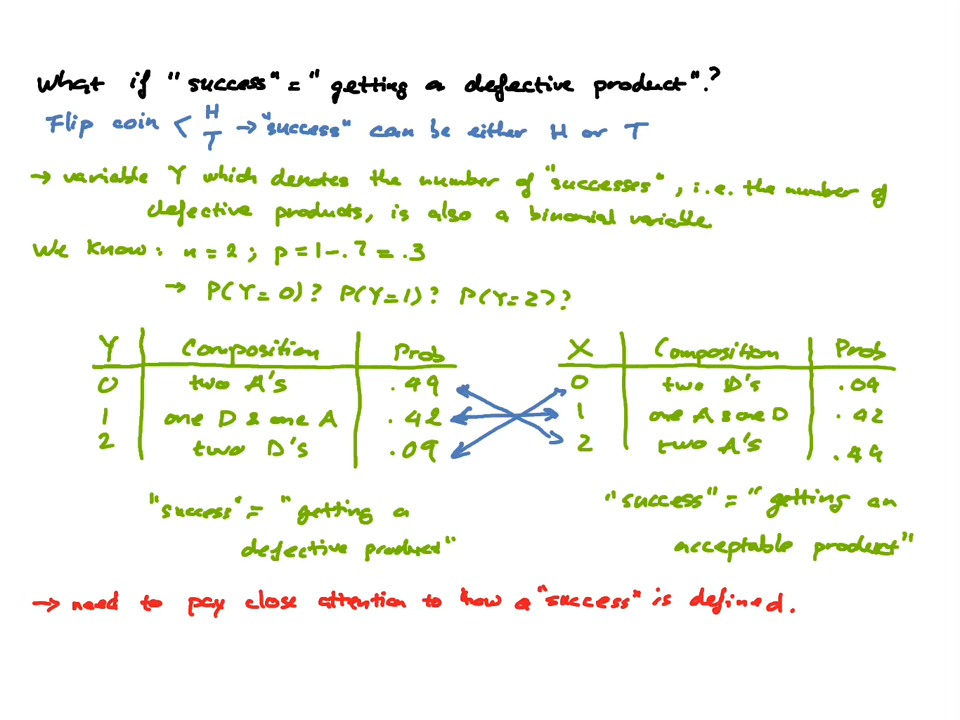 What if "success" = "getting a defective product"?
Flip coin < H T → "success" can be either H or T
→ variable Y which denotes the number of "successes", i.e. the number of
defective products, is also a binomial variable.
We know: n = 2 ; p = 1 - .7 = .3
→ P(Y = 0)? P(Y = 1)? P(Y = 2)?
Y Composition Prob X Composition Prob
0 two A's .49 0 two D's .09
1 one D & one A .42 1 one A & one D .42
2 two D's .09 2 two A's .49
"success" = "getting a "success" = "getting an
defective product" acceptable product"
→ need to pay close attention to how a "success" is defined.